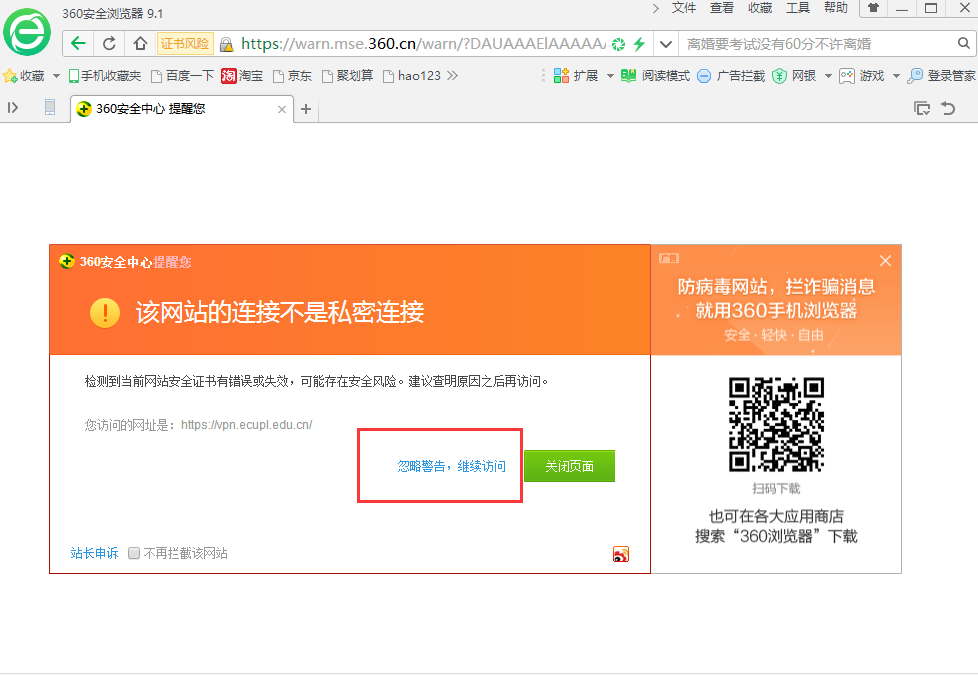 360安全浏览器 9.1
文件 查看 收藏 工具 帮助
证书风险 https://warn.mse.360.cn/warn/?DAUAAAElAAAAA 离婚要考试没有60分不许离婚
收藏 手机收藏夹 百度一下 淘 淘宝 京东 聚划算 hao123 扩展 阅读模式 广告拦截 网银 游戏 登录管家
360安全中心 提醒您
360安全中心提醒您
广告
该网站的连接不是私密连接
防病毒网站，拦诈骗消息
就用360手机浏览器
安全·轻快·自由
检测到当前网站安全证书有错误或失效，可能存在安全风险。建议查明原因之后再访问。
您访问的网址是：https://vpn.ecupl.edu.cn/
忽略警告，继续访问
关闭页面
扫码下载
也可在各大应用商店
搜索“360浏览器”下载
站长申诉 不再拦截该网站